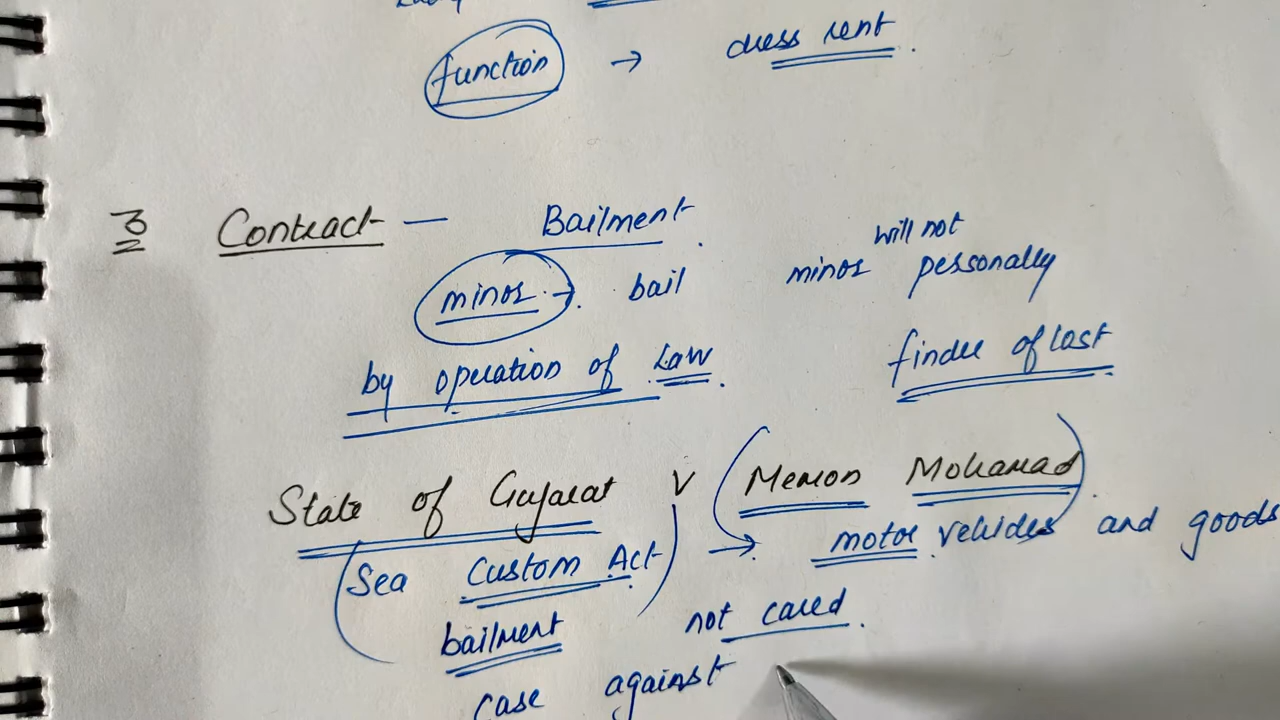 function → dress rent.
3 Contract — Bailment.
will not
minor → bail minor personally
by operation of Law. finder of lost
State of Gujarat v (Memon Mohamad).
(Sea Custom Act) → motor vehicles and goods
bailment not cared.
case against